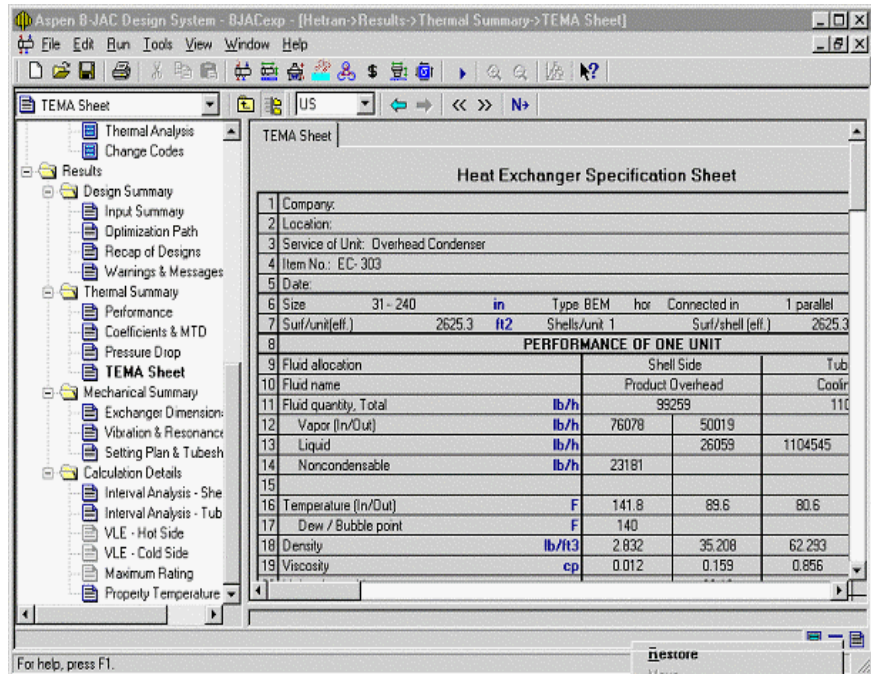 Aspen B-JAC Design System - BJACexp - [Hetran->Results->Thermal Summary->TEMA Sheet]
File Edit Run Tools View Window Help
TEMA Sheet US N
Thermal Analysis
Change Codes
Results
Design Summary
Input Summary
Optimization Path
Recap of Designs
Warnings & Messages
Thermal Summary
Performance
Coefficients & MTD
Pressure Drop
TEMA Sheet
Mechanical Summary
Exchanger Dimension
Vibration & Resonance
Setting Plan & Tubesh
Calculation Details
Interval Analysis - She
Interval Analysis - Tub
VLE - Hot Side
VLE - Cold Side
Maximum Rating
Property Temperature
TEMA Sheet
Heat Exchanger Specification Sheet
1 Company:
2 Location:
3 Service of Unit: Overhead Condenser
4 Item No.: EC-303
5 Date:
6 Size 31 - 240 in Type BEM hor Connected in 1 parallel
7 Surf/unit(eff.) 2625.3 ft2 Shells/unit 1 Surf/shell (eff.) 2625.3
8 PERFORMANCE OF ONE UNIT
9 Fluid allocation Shell Side Tub
10 Fluid name Product Overhead Coolin
11 Fluid quantity, Total lb/h 99259 110
12 Vapor (In/Out) lb/h 76078 50019
13 Liquid lb/h 26059 1104545
14 Noncondensable lb/h 23181
15
16 Temperature (In/Out) F 141.8 89.6 80.6
17 Dew / Bubble point F 140
18 Density lb/ft3 2.832 35.208 62.293
19 Viscosity cp 0.012 0.159 0.856
For help, press F1.
Restore